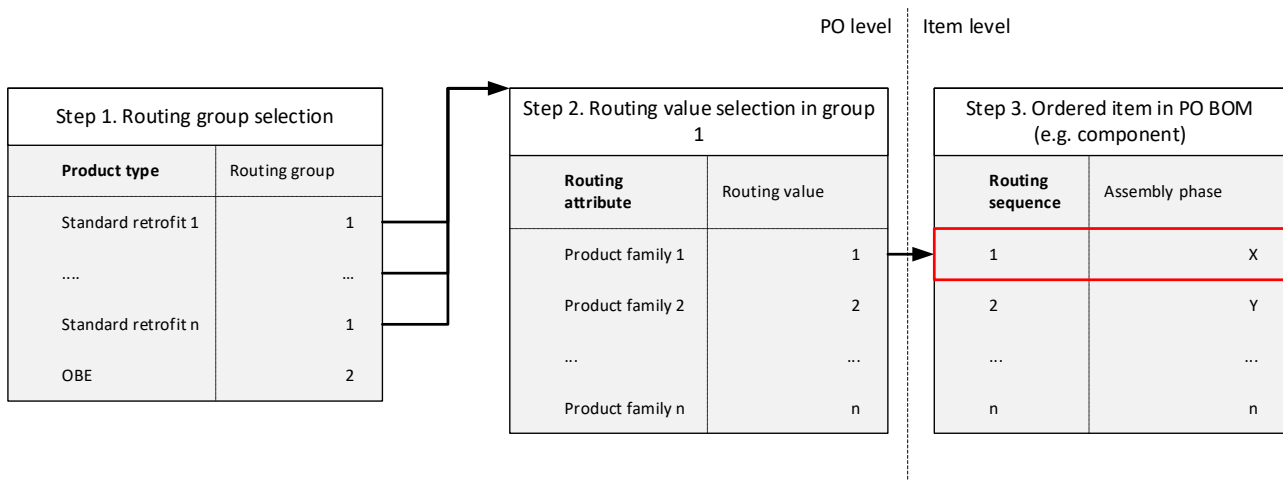 PO level
Item level
Step 1. Routing group selection
Product type
Routing group
Standard retrofit 1
1
....
...
Standard retrofit n
1
OBE
2
Step 2. Routing value selection in group
1
Routing
attribute
Routing value
Product family 1
1
Product family 2
2
...
...
Product family n
n
Step 3. Ordered item in PO BOM
(e.g. component)
Routing
sequence
Assembly phase
1
X
2
Y
...
...
n
n